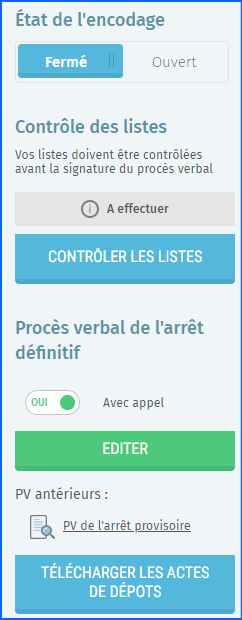 État de l'encodage
Fermé Ouvert
Contrôle des listes
Vos listes doivent être contrôlées
avant la signature du procès verbal
A effectuer
CONTRÔLER LES LISTES
Procès verbal de l'arrêt
définitif
OUI Avec appel
EDITER
PV antérieurs :
PV de l'arrêt provisoire
TÉLÉCHARGER LES ACTES
DE DÉPOTS